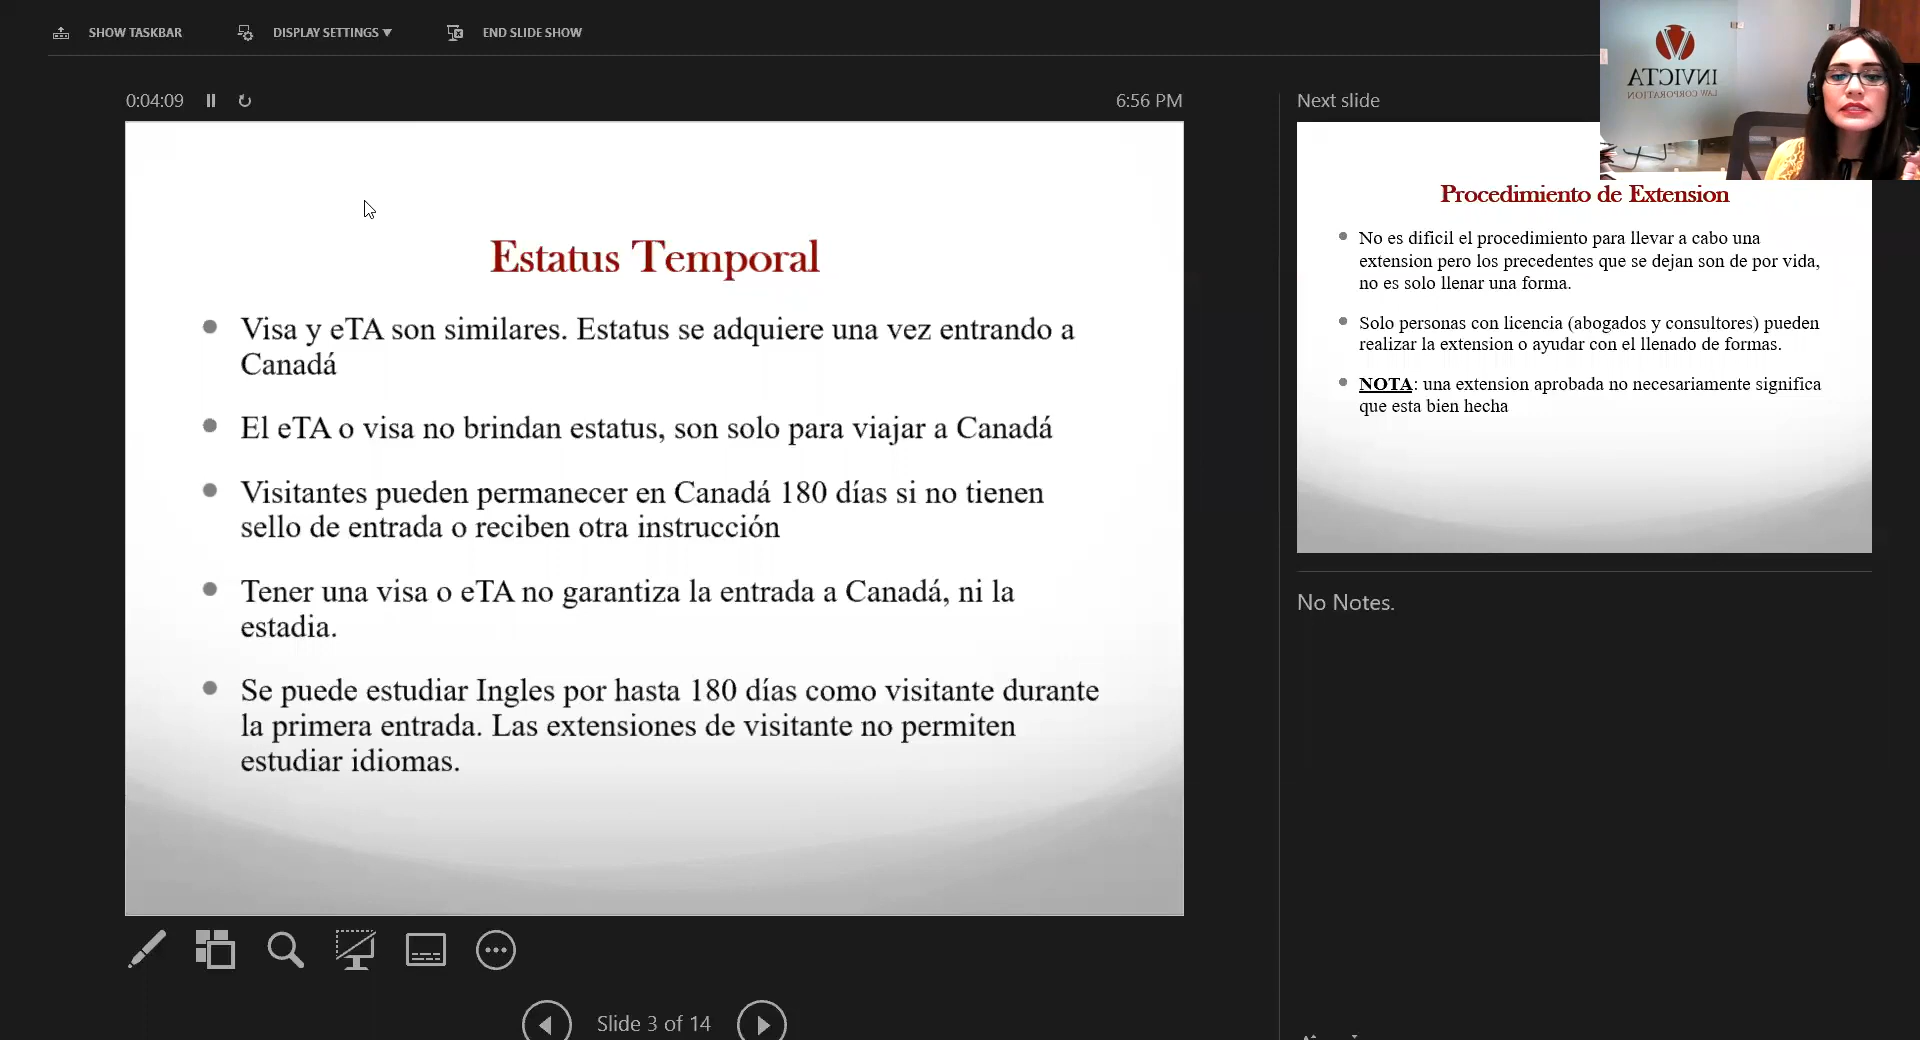 SHOW TASKBAR
DISPLAY SETTINGS ▼
END SLIDE SHOW
INVICTA
LAW CORPORATION
0:04:09
6:56 PM
Next slide
Estatus Temporal
Visa y eTA son similares. Estatus se adquiere una vez entrando a
Canadá
El eTA o visa no brindan estatus, son solo para viajar a Canadá
Visitantes pueden permanecer en Canadá 180 días si no tienen
sello de entrada o reciben otra instrucción
Tener una visa o eTA no garantiza la entrada a Canadá, ni la
estadia.
Se puede estudiar Ingles por hasta 180 días como visitante durante
la primera entrada. Las extensiones de visitante no permiten
estudiar idiomas.
Procedimiento de Extension
No es dificil el procedimiento para llevar a cabo una
extension pero los precedentes que se dejan son de por vida,
no es solo llenar una forma.
Solo personas con licencia (abogados y consultores) pueden
realizar la extension o ayudar con el llenado de formas.
NOTA: una extension aprobada no necesariamente significa
que esta bien hecha
No Notes.
Slide 3 of 14